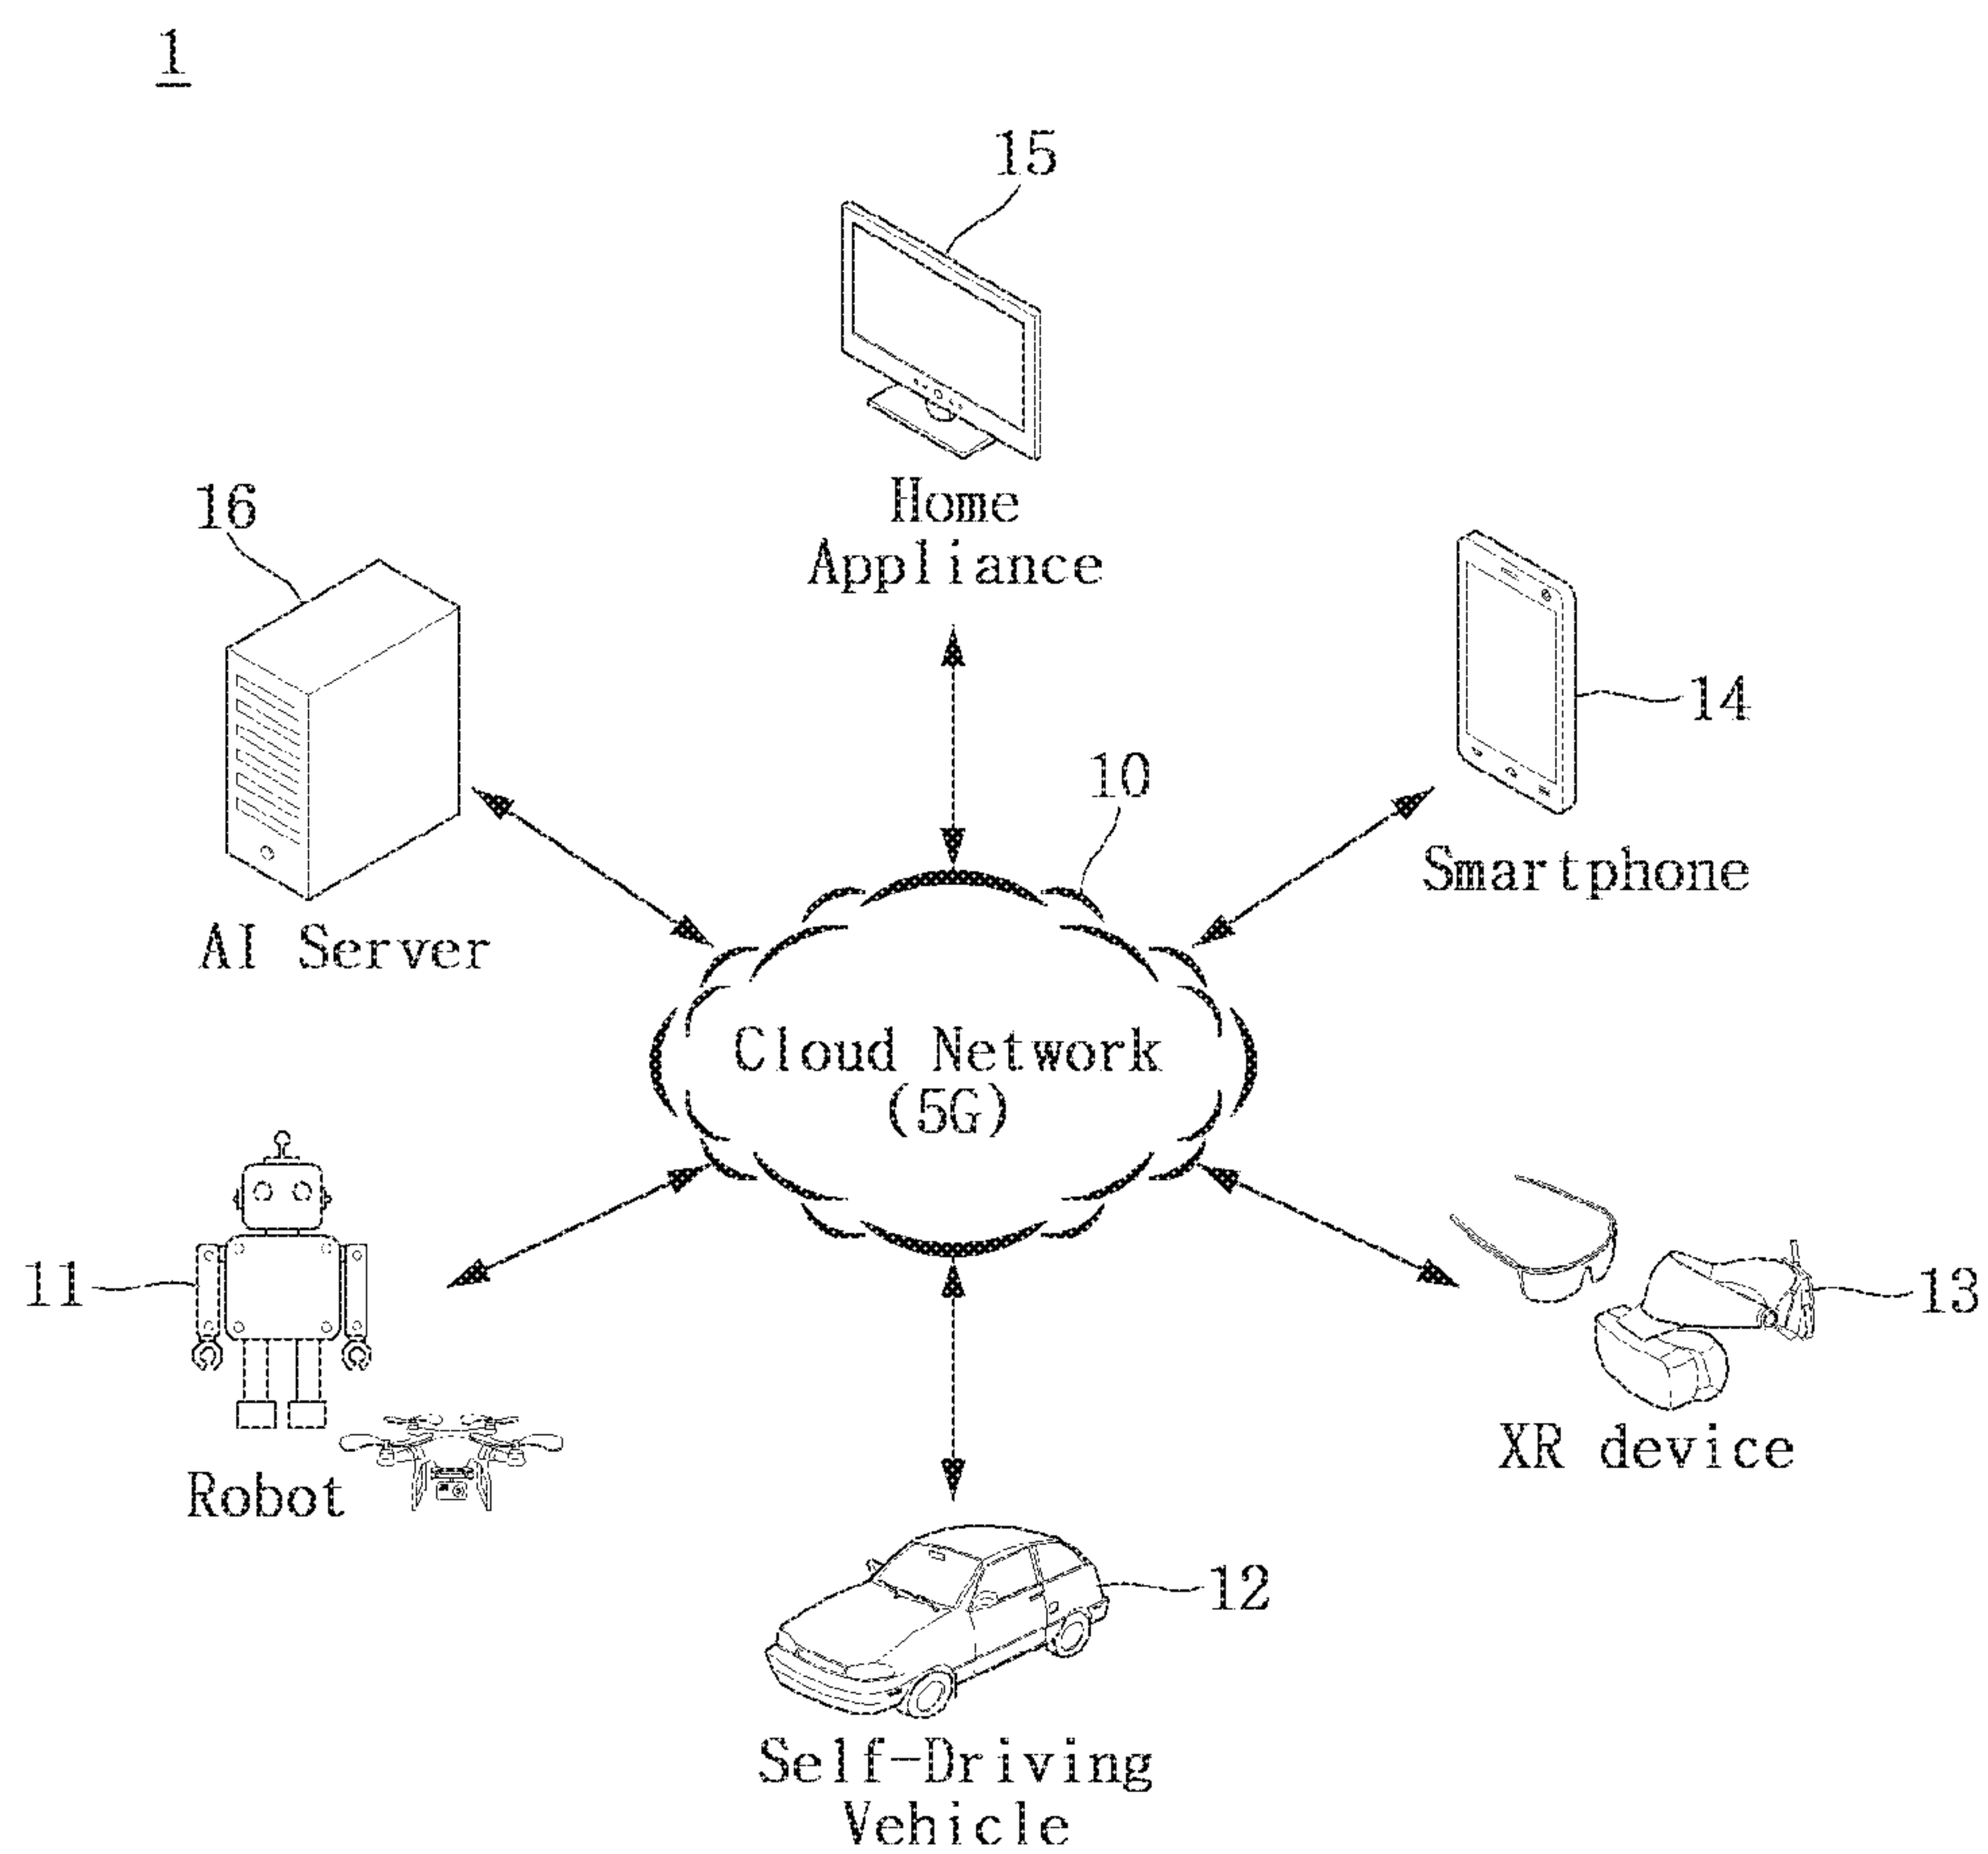 1
15
Home
Appliance
16
AI Server
14
Smartphone
10
Cloud Network
(5G)
11
Robot
13
XR device
12
Self-Driving
Vehicle